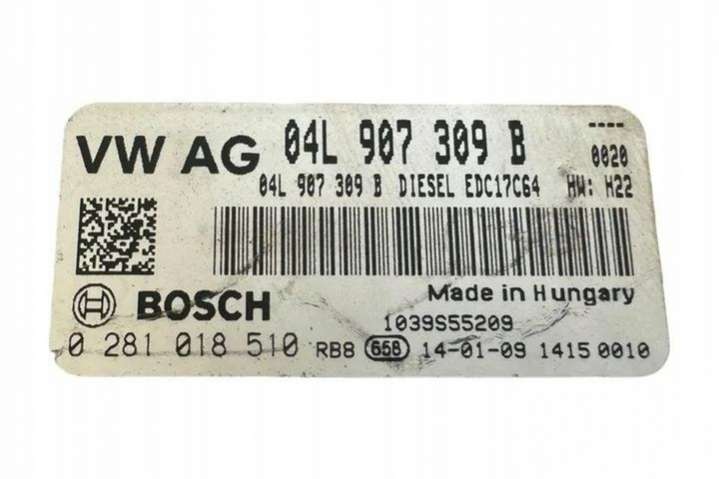 VW AG 04L 907 309 B ----
0020
04L 907 309 B DIESEL EDC17C64 HW: H22
BOSCH Made in Hungary
1039S55209
0 281 018 510 RB8 658 14-01-09 1415 0010